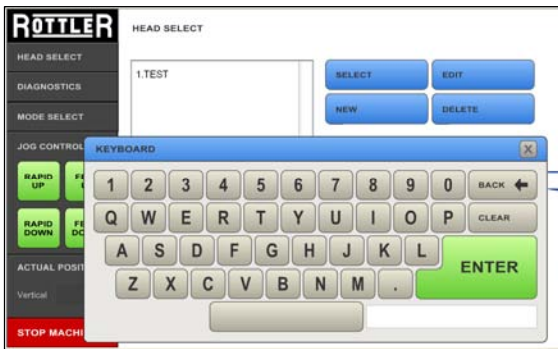 RÖTTLER
HEAD SELECT
HEAD SELECT
DIAGNOSTICS
MODE SELECT
JOG CONTROL
RAPID UP
RAPID DOWN
ACTUAL POSIT
Vertical
STOP MACHI
1.TEST
SELECT EDIT
NEW DELETE
KEYBOARD X
1 2 3 4 5 6 7 8 9 0 BACK
Q W E R T Y U I O P CLEAR
A S D F G H J K L ENTER
Z X C V B N M .